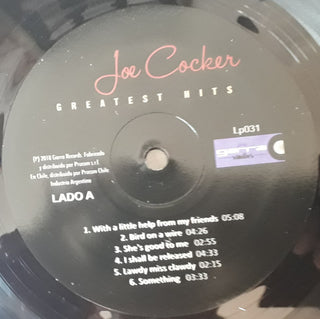 Joe Cocker
GREATEST HITS
Lp031
(P) 2018 Gerra Records. Fabricado
y distribuido por Procom s.r.l
En Chile, distribuido por Procom Chile.
Industria Argentina
LADO A
1. With a little help from my friends 05:08
2. Bird on a wire 04:26
3. She's good to me 02:55
4. I shall be released 04:33
5. Lawdy miss clawdy 02:15
6. Something 03:33